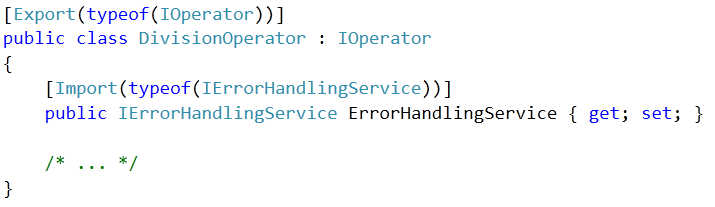 [Export(typeof(IOperator))]
public class DivisionOperator : IOperator
{
    [Import(typeof(IErrorHandlingService))]
    public IErrorHandlingService ErrorHandlingService { get; set; }
    /* ... */
}